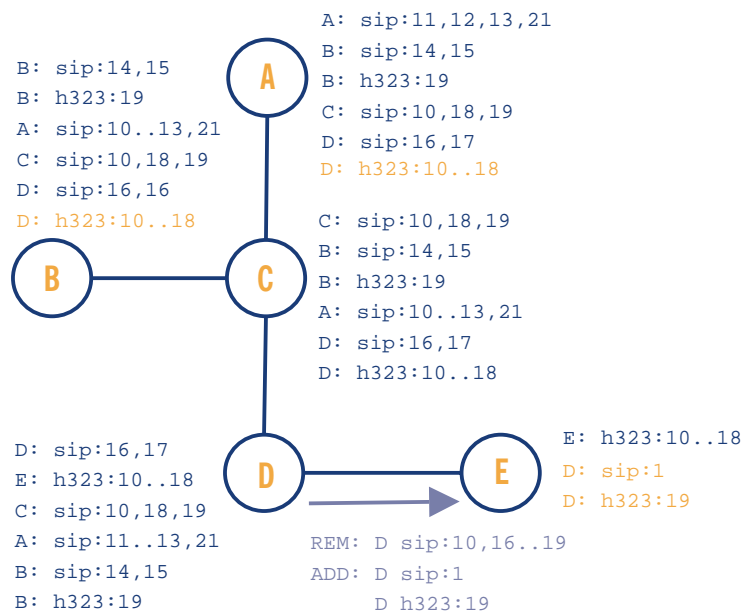 A: sip:11,12,13,21
B: sip:14,15
B: h323:19
C: sip:10,18,19
D: sip:16,17
D: h323:10..18
A
B: sip:14,15
B: h323:19
A: sip:10..13,21
C: sip:10,18,19
D: sip:16,16
D: h323:10..18
B
C
C: sip:10,18,19
B: sip:14,15
B: h323:19
A: sip:10..13,21
D: sip:16,17
D: h323:10..18
D: sip:16,17
E: h323:10..18
C: sip:10,18,19
A: sip:11..13,21
B: sip:14,15
B: h323:19
D
E
E: h323:10..18
D: sip:1
D: h323:19
REM: D sip:10,16..19
ADD: D sip:1
D h323:19